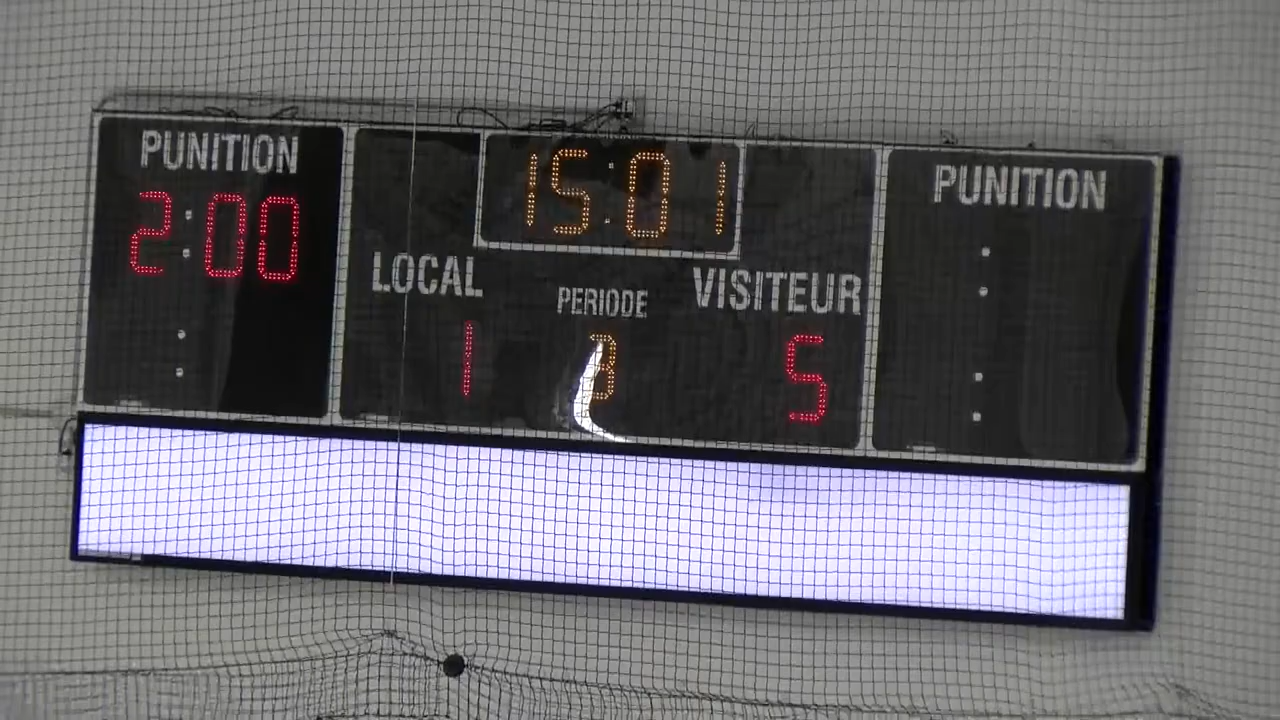 PUNITION
2:00
:
15:01
LOCAL
PERIODE
VISITEUR
1
3
5
PUNITION
:
: